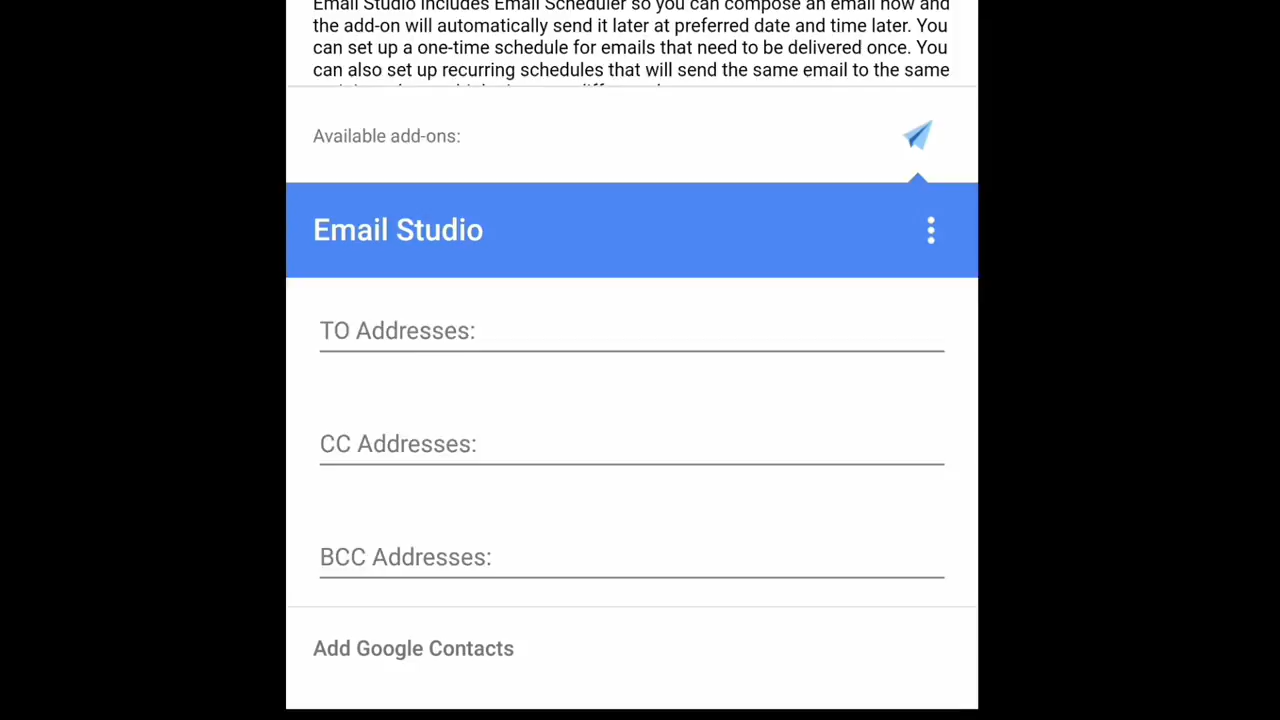 Email Studio includes Email Scheduler so you can compose an email now and
the add-on will automatically send it later at preferred date and time later. You
can set up a one-time schedule for emails that need to be delivered once. You
can also set up recurring schedules that will send the same email to the same
Available add-ons:
Email Studio
TO Addresses:
CC Addresses:
BCC Addresses:
Add Google Contacts